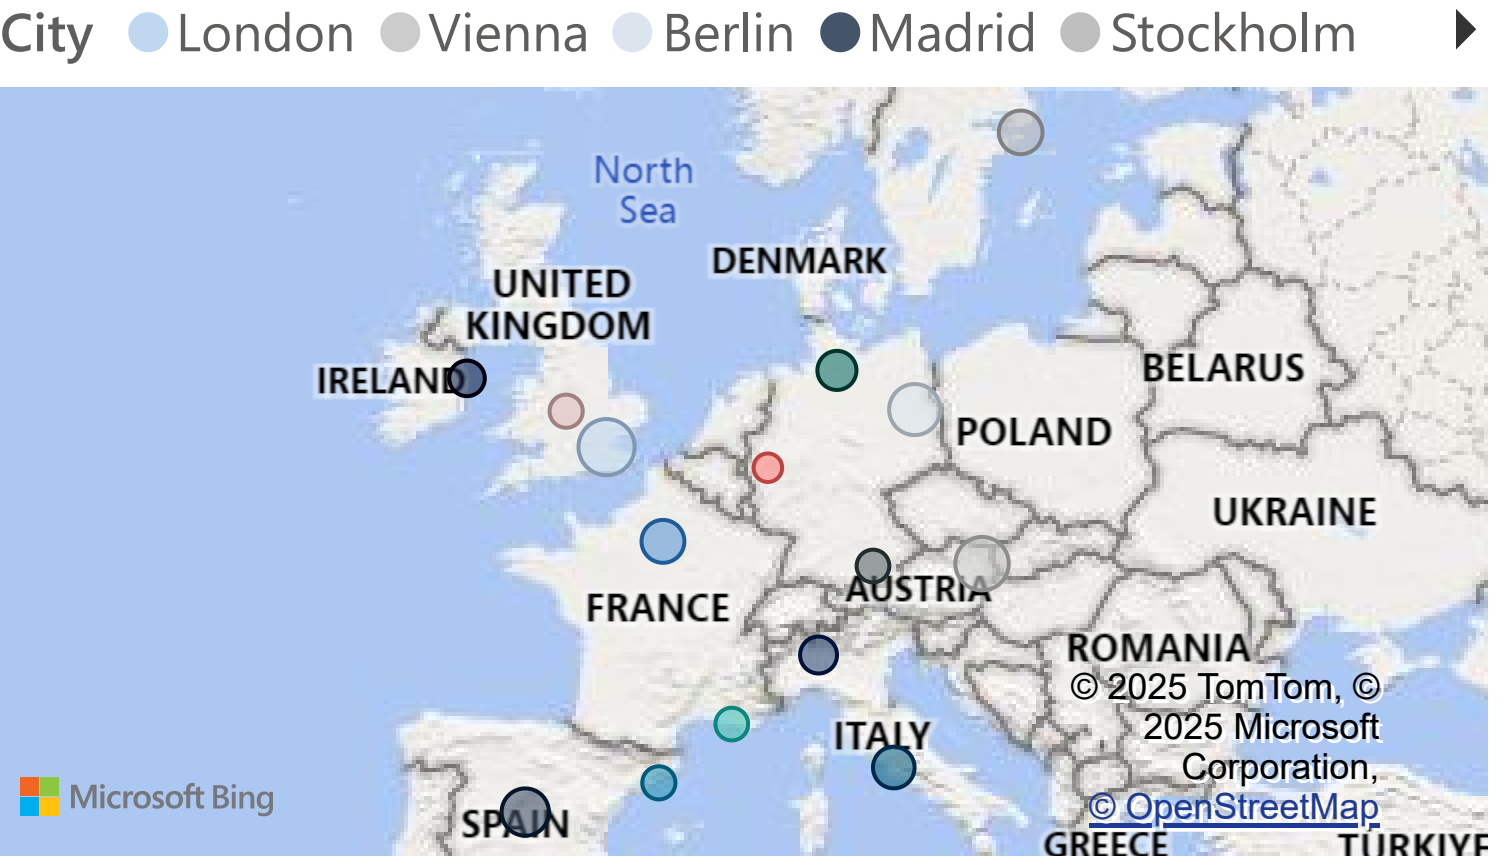 City London Vienna Berlin Madrid Stockholm
North
Sea
DENMARK
UNITED
KINGDOM
IRELAND
BELARUS
POLAND
UKRAINE
AUSTRIA
FRANCE
ROMANIA
© 2025 TomTom, ©
2025 Microsoft
Corporation,
© OpenStreetMap
ITALY
Microsoft Bing
SPAIN
GREECE
TÜRKIYE